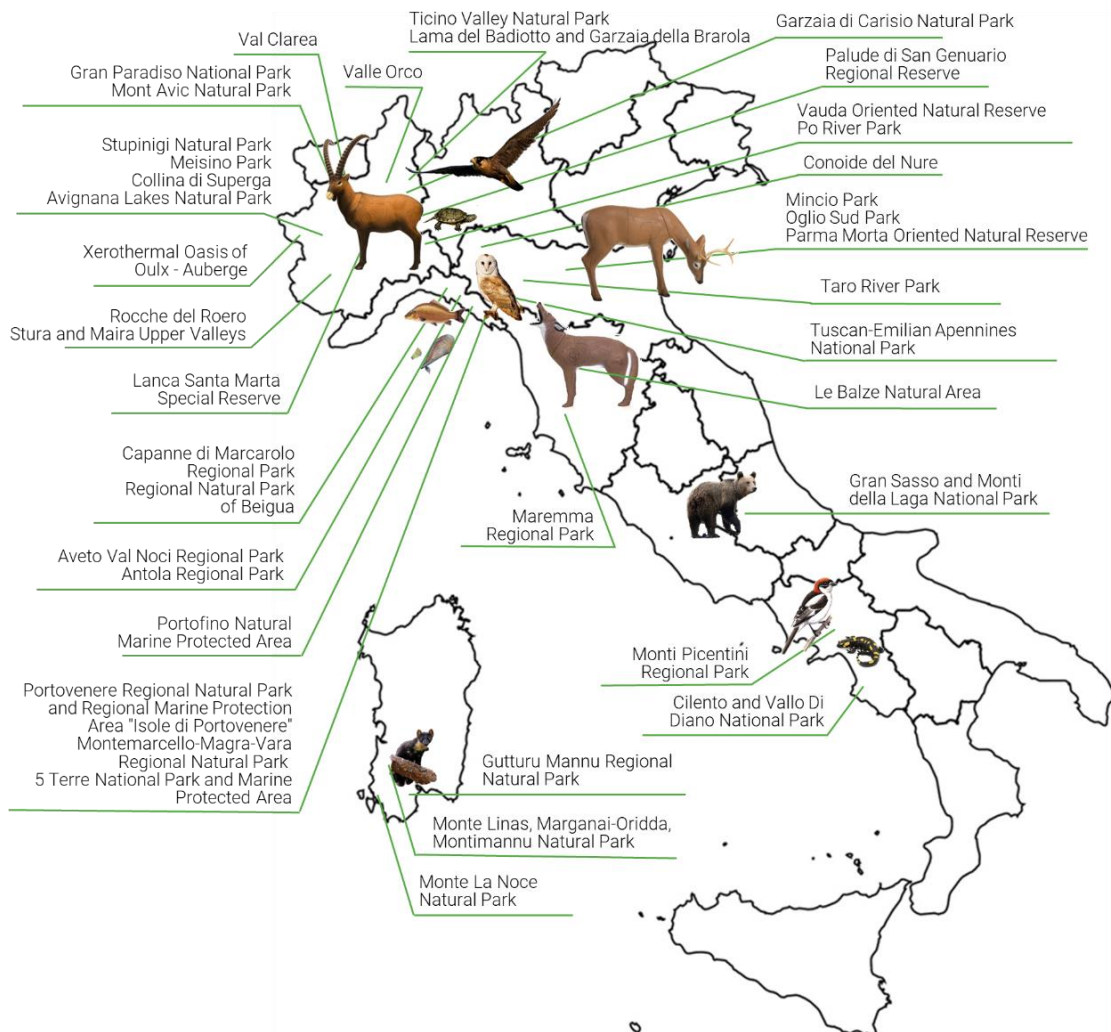 Ticino Valley Natural Park
Lama del Badiotto and Garzaia della Brarola
Garzaia di Carisio Natural Park
Val Clarea
Palude di San Genuario
Regional Reserve
Gran Paradiso National Park
Mont Avic Natural Park
Valle Orco
Vauda Oriented Natural Reserve
Po River Park
Stupinigi Natural Park
Meisino Park
Collina di Superga
Avignana Lakes Natural Park
Conoide del Nure
Mincio Park
Oglio Sud Park
Parma Morta Oriented Natural Reserve
Xerothermal Oasis of
Oulx - Auberge
Taro River Park
Rocche del Roero
Stura and Maira Upper Valleys
Tuscan-Emilian Apennines
National Park
Lanca Santa Marta
Special Reserve
Le Balze Natural Area
Capanne di Marcarolo
Regional Park
Regional Natural Park
of Beigua
Gran Sasso and Monti
della Laga National Park
Maremma
Regional Park
Aveto Val Noci Regional Park
Antola Regional Park
Portofino Natural
Marine Protected Area
Monti Picentini
Regional Park
Cilento and Vallo Di
Diano National Park
Portovenere Regional Natural Park
and Regional Marine Protection
Area "Isole di Portovenere"
Montemarcello-Magra-Vara
Regional Natural Park
5 Terre National Park and Marine
Protected Area
Gutturu Mannu Regional
Natural Park
Monte Linas, Marganai-Oridda,
Montimannu Natural Park
Monte La Noce
Natural Park